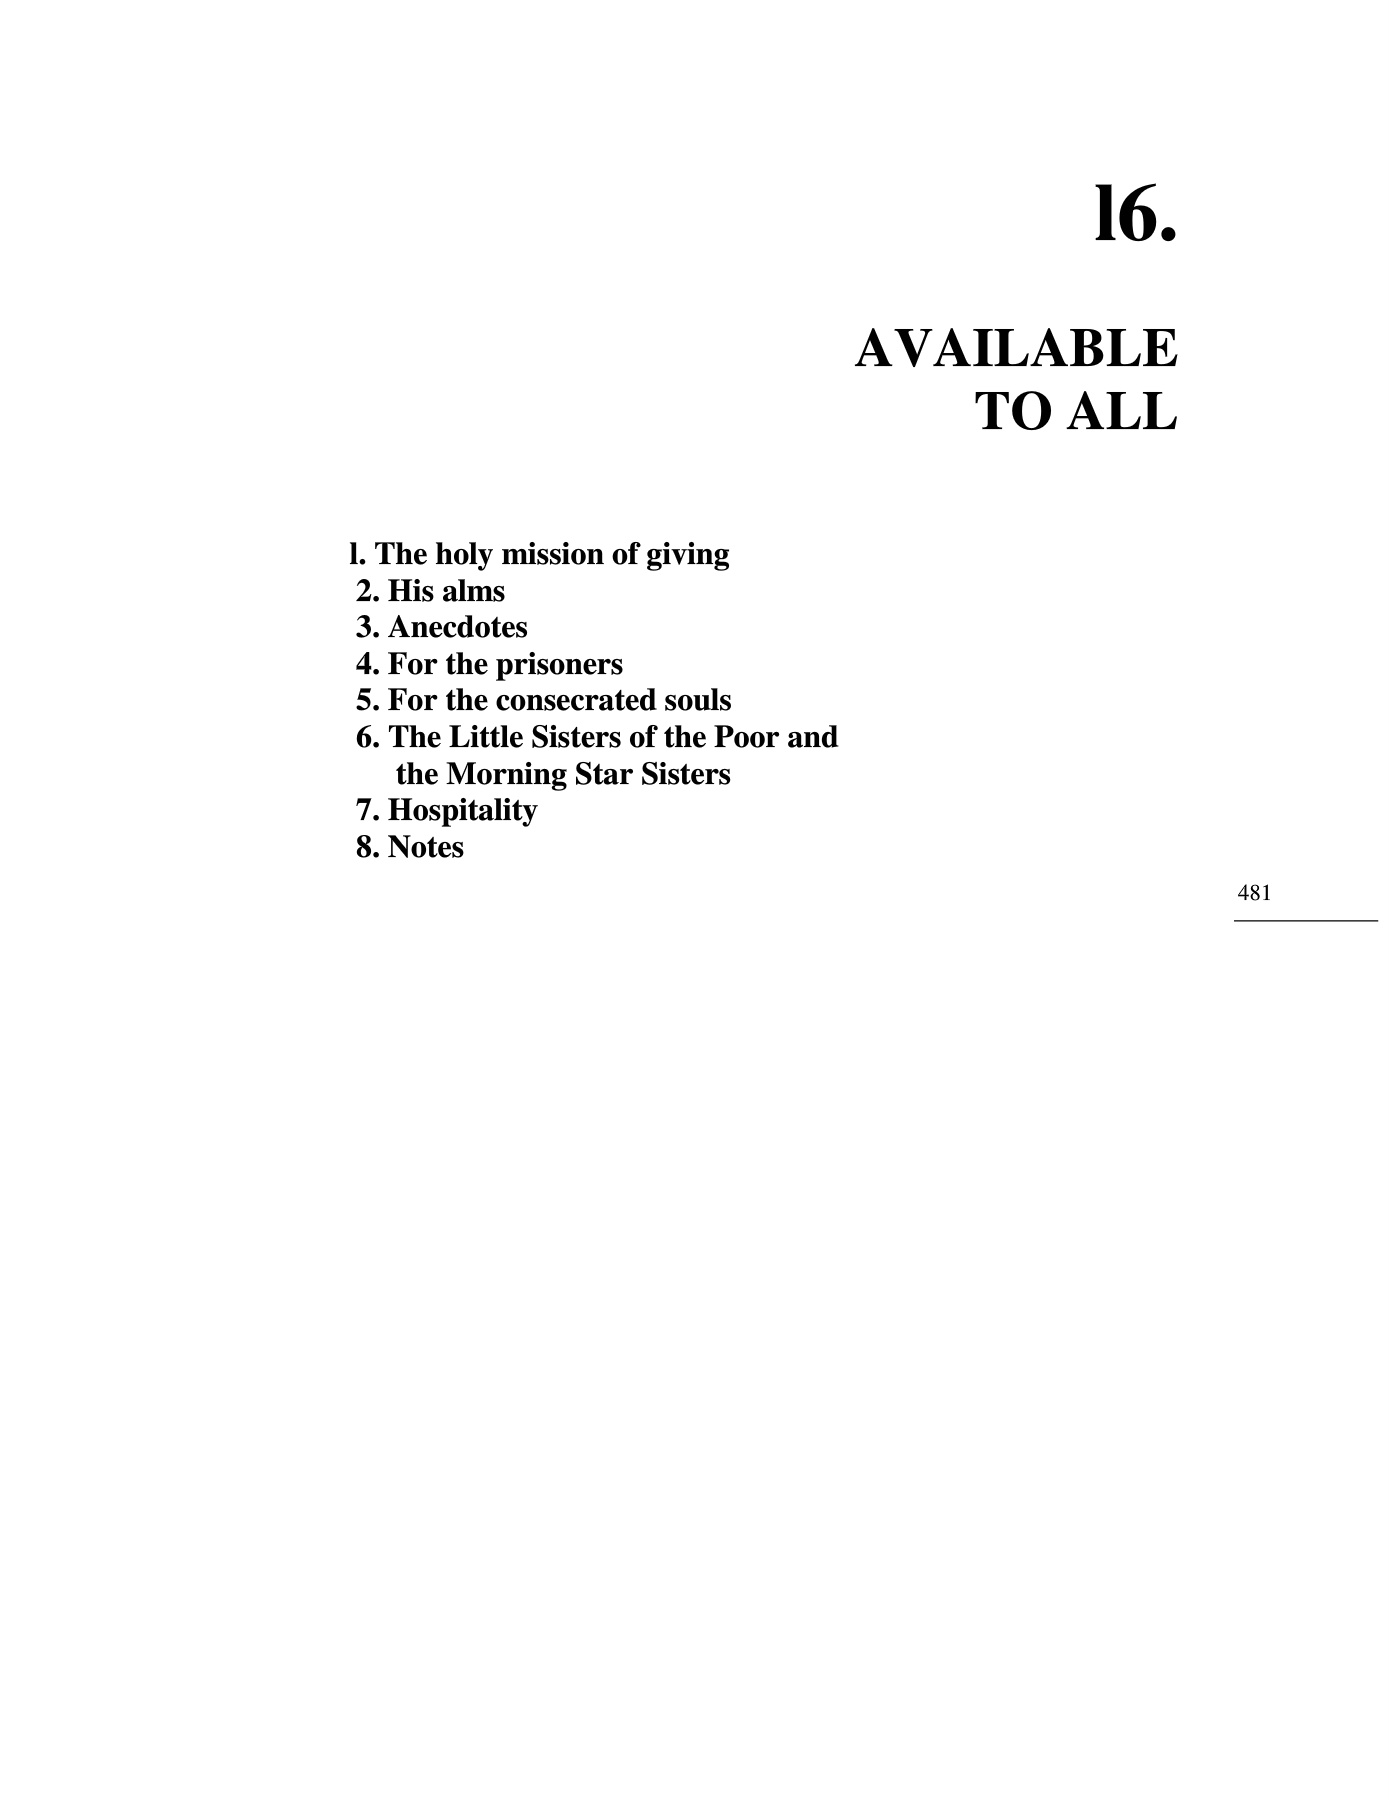 l6.
AVAILABLE
TO ALL
l. The holy mission of giving
2. His alms
3. Anecdotes
4. For the prisoners
5. For the consecrated souls
6. The Little Sisters of the Poor and
the Morning Star Sisters
7. Hospitality
8. Notes
481